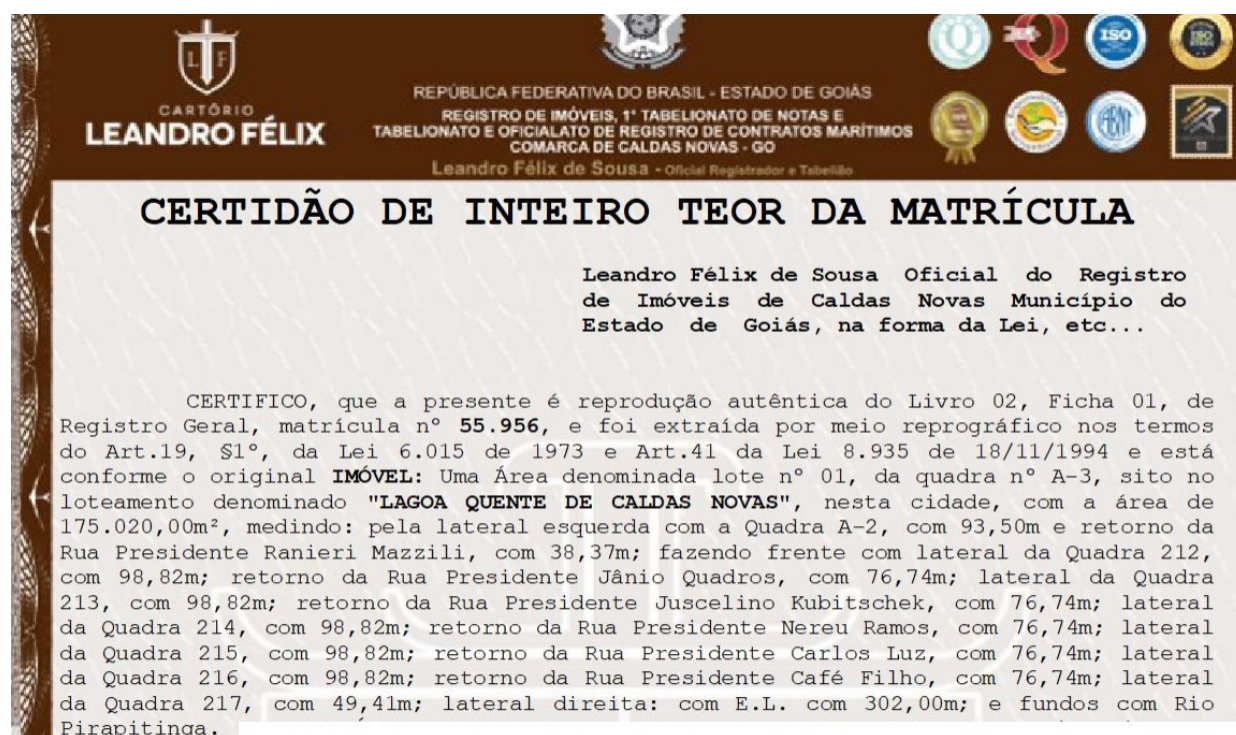 L F
CARTÓRIO
LEANDRO FÉLIX
REPÚBLICA FEDERATIVA DO BRASIL - ESTADO DE GOIÁS
REGISTRO DE IMÓVEIS, 1º TABELIONATO DE NOTAS E
TABELIONATO E OFICIALATO DE REGISTRO DE CONTRATOS MARÍTIMOS
COMARCA DE CALDAS NOVAS - GO
Leandro Félix de Sousa - Oficial Registrador e Tabelião
ISO
ISO
ABNT
CERTIDÃO DE INTEIRO TEOR DA MATRÍCULA
Leandro Félix de Sousa Oficial do Registro
de Imóveis de Caldas Novas Município do
Estado de Goiás, na forma da Lei, etc...
CERTIFICO, que a presente é reprodução autêntica do Livro 02, Ficha 01, de
Registro Geral, matrícula nº 55.956, e foi extraída por meio reprográfico nos termos
do Art.19, §1º, da Lei 6.015 de 1973 e Art.41 da Lei 8.935 de 18/11/1994 e está
conforme o original IMÓVEL: Uma Área denominada lote nº 01, da quadra nº A-3, sito no
loteamento denominado "LAGOA QUENTE DE CALDAS NOVAS", nesta cidade, com a área de
175.020,00m², medindo: pela lateral esquerda com a Quadra A-2, com 93,50m e retorno da
Rua Presidente Ranieri Mazzili, com 38,37m; fazendo frente com lateral da Quadra 212,
com 98,82m; retorno da Rua Presidente Jânio Quadros, com 76,74m; lateral da Quadra
213, com 98,82m; retorno da Rua Presidente Juscelino Kubitschek, com 76,74m; lateral
da Quadra 214, com 98,82m; retorno da Rua Presidente Nereu Ramos, com 76,74m; lateral
da Quadra 215, com 98,82m; retorno da Rua Presidente Carlos Luz, com 76,74m; lateral
da Quadra 216, com 98,82m; retorno da Rua Presidente Café Filho, com 76,74m; lateral
da Quadra 217, com 49,41m; lateral direita: com E.L. com 302,00m; e fundos com Rio
Pirapitinga.